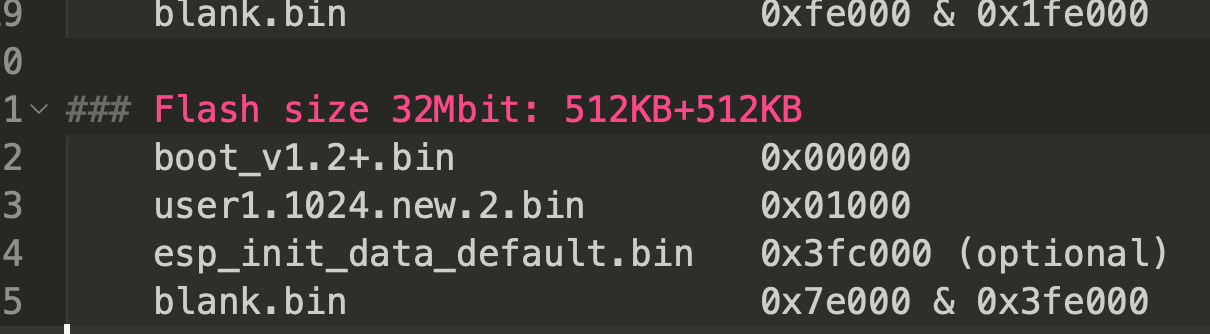 9 blank.bin 0xfe000 & 0x1fe000
0
1 ### Flash size 32Mbit: 512KB+512KB
2 boot_v1.2+.bin 0x00000
3 user1.1024.new.2.bin 0x01000
4 esp_init_data_default.bin 0x3fc000 (optional)
5 blank.bin 0x7e000 & 0x3fe000